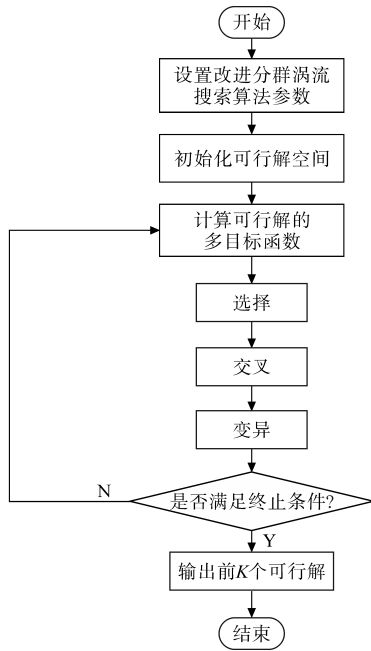 开始
设置改进分群涡流
搜索算法参数
初始化可行解空间
计算可行解的
多目标函数
选择
交叉
变异
是否满足终止条件?
N
Y
输出前K个可行解
结束